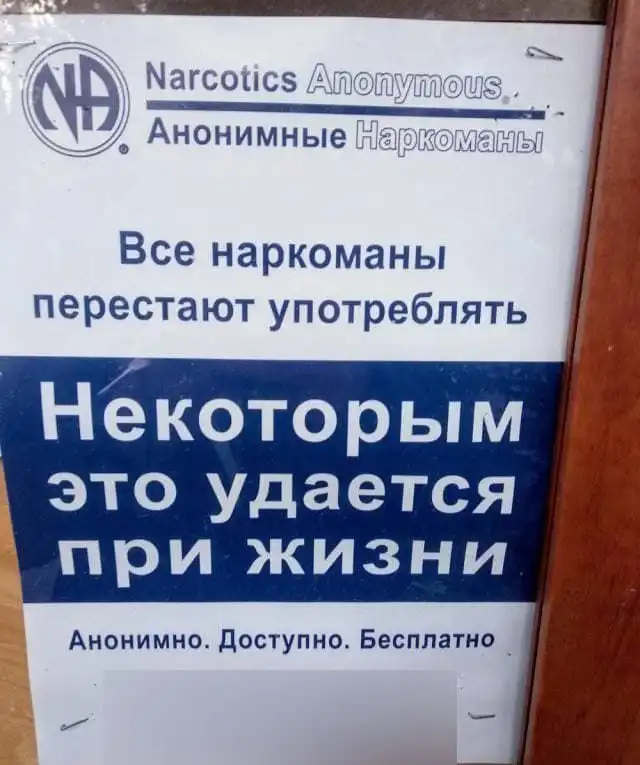 NA
Narcotics Anonymous
Анонимные Наркоманы
Все наркоманы
перестают употреблять
Некоторым
это удается
при жизни
Анонимно. Доступно. Бесплатно